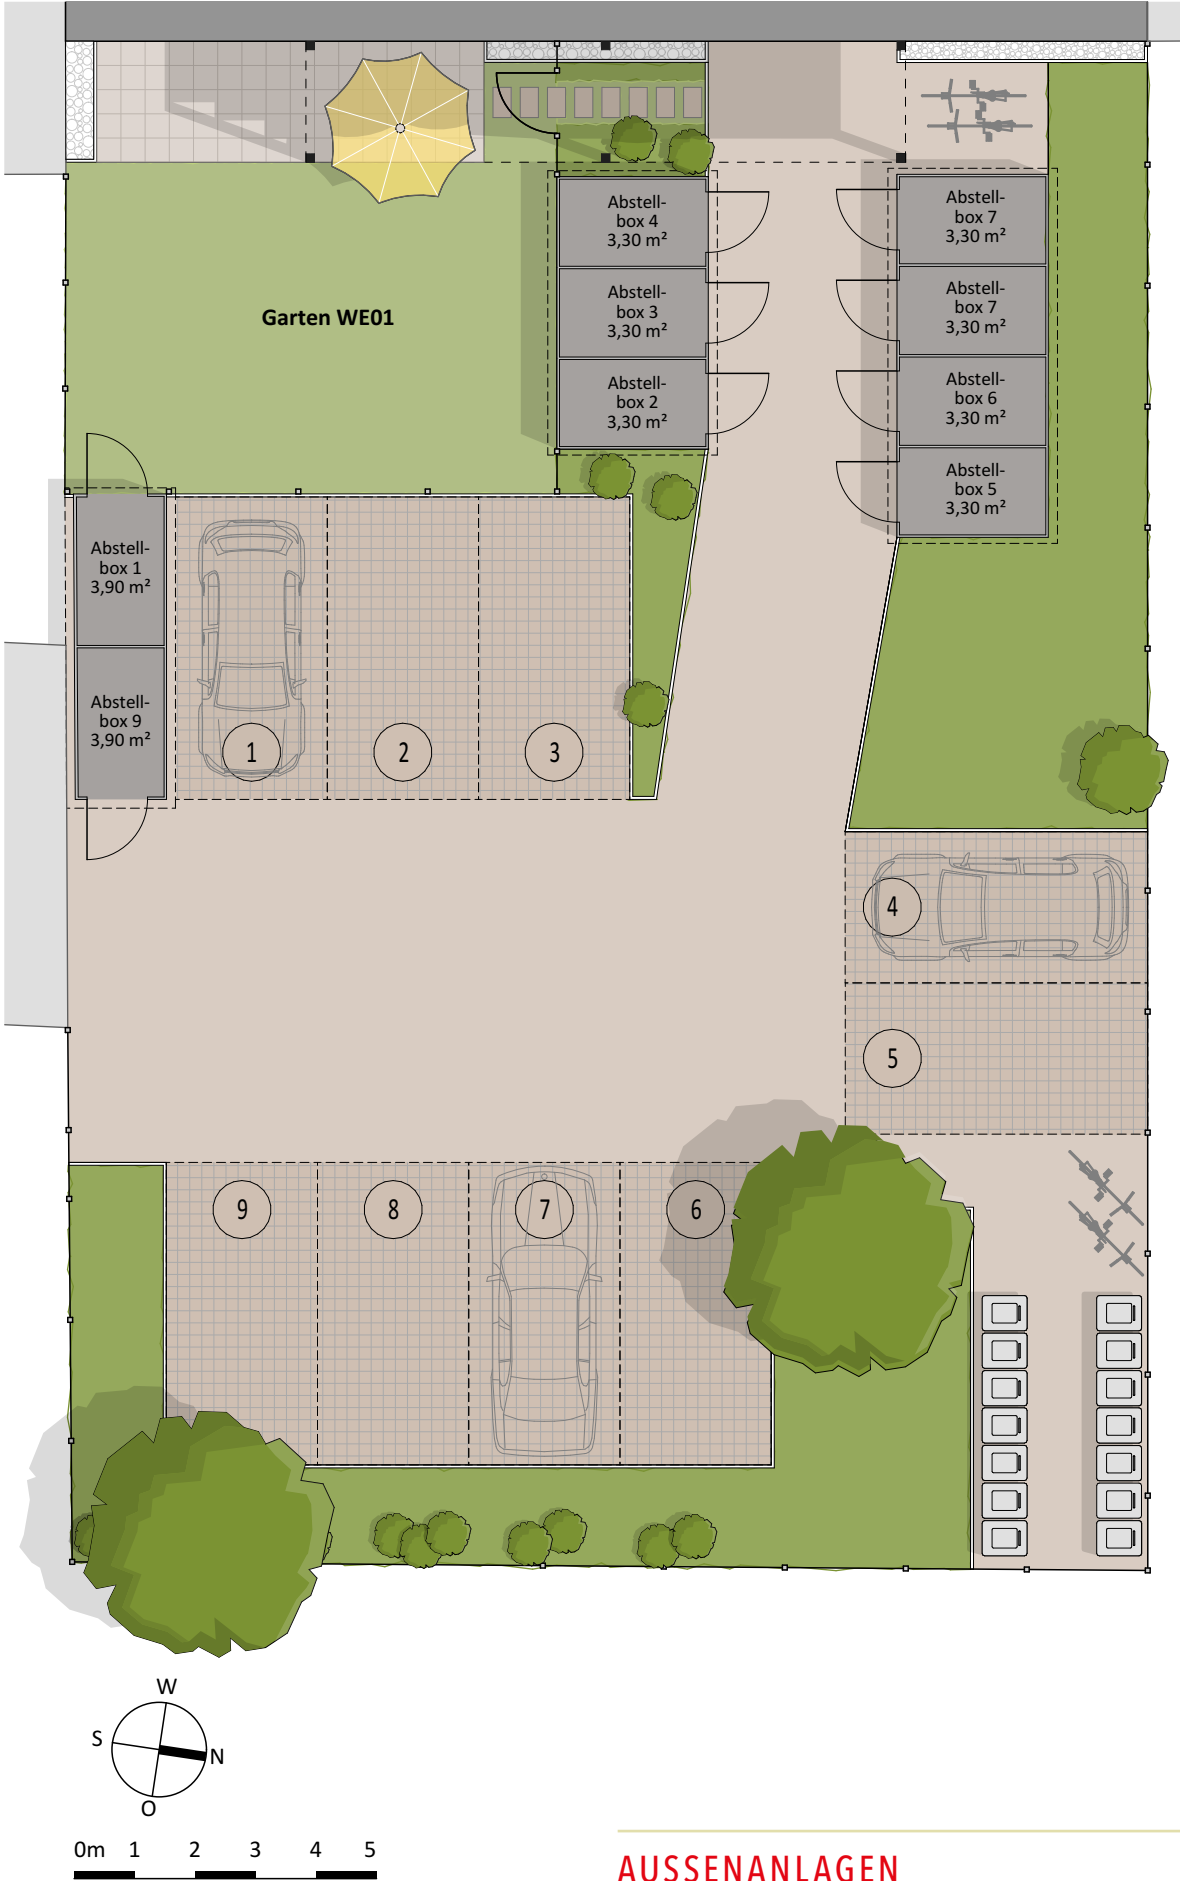 Abstell-
box 4
3,30 m²
Abstell-
box 7
3,30 m²
Abstell-
box 3
3,30 m²
Abstell-
box 7
3,30 m²
Garten WE01
Abstell-
box 2
3,30 m²
Abstell-
box 6
3,30 m²
Abstell-
box 5
3,30 m²
Abstell-
box 1
3,90 m²
Abstell-
box 9
3,90 m²
1
2
3
4
5
9
8
7
6
W
S
N
O
0m 1 2 3 4 5
AUSSENANLAGEN